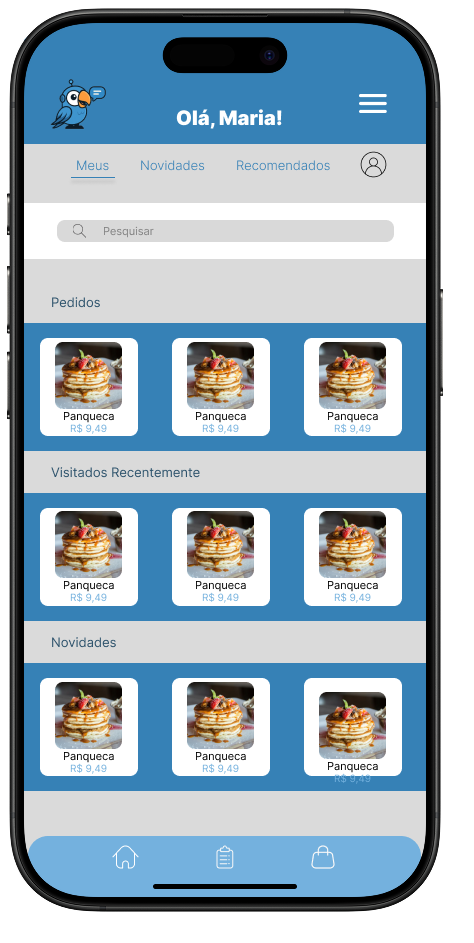 Olá, Maria!
Meus Novidades Recomendados
Pesquisar
Pedidos
Panqueca Panqueca Panqueca
R$ 9,49 R$ 9,49 R$ 9,49
Visitados Recentemente
Panqueca Panqueca Panqueca
R$ 9,49 R$ 9,49 R$ 9,49
Novidades
Panqueca Panqueca Panqueca
R$ 9,49 R$ 9,49 R$ 9,49